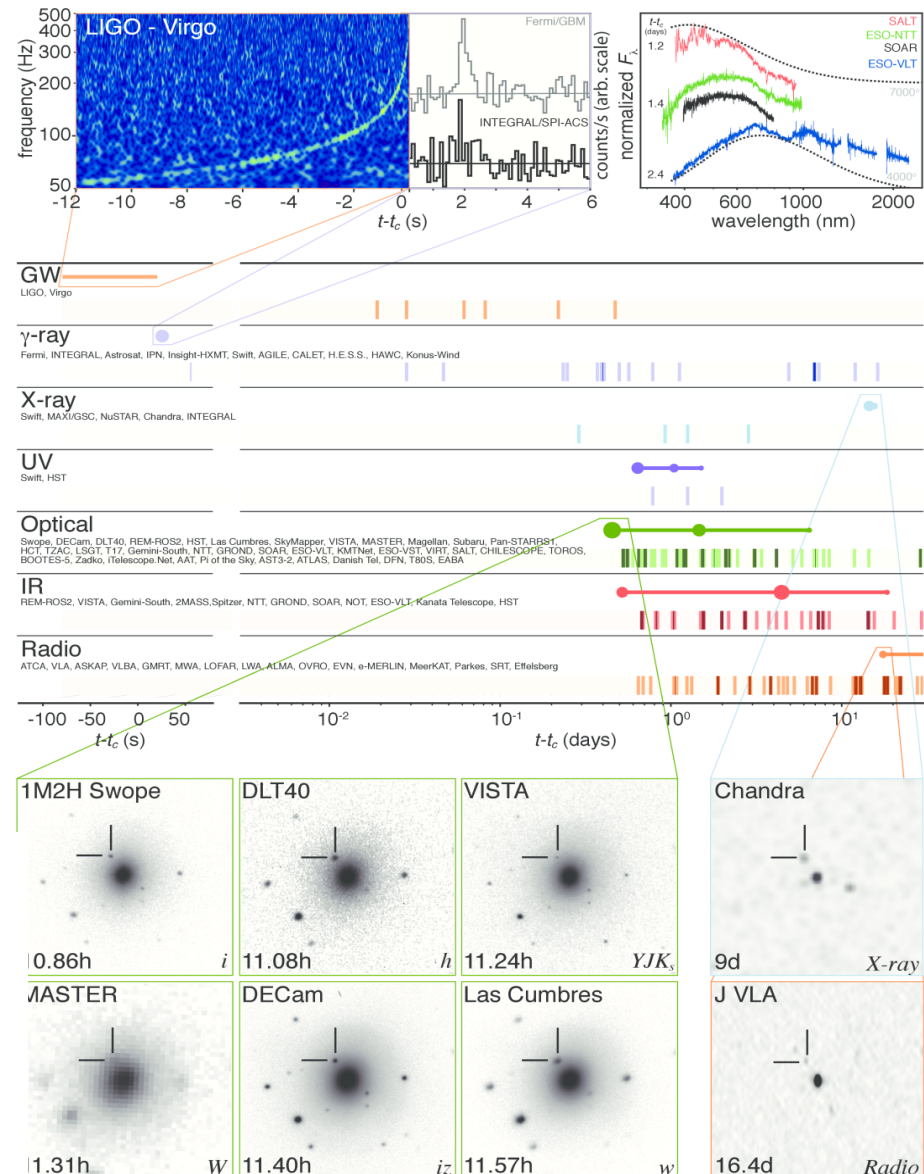 LIGO - Virgo
Fermi/GBM
INTEGRAL/SPI-ACS
frequency (Hz)
500
400
300
200
100
50
-12 -10 -8 -6 -4 -2 0 2 4 6
t-tc (s)
counts/s (arb. scale)
normalized Fλ
t-tc
(days)
1.2
1.4
2.4
SALT
ESO-NTT
SOAR
ESO-VLT
7000°
4000°
400 600 1000 2000
wavelength (nm)
GW
LIGO, Virgo
γ-ray
Fermi, INTEGRAL, Astrosat, IPN, Insight-HXMT, Swift, AGILE, CALET, H.E.S.S., HAWC, Konus-Wind
X-ray
Swift, MAXI/GSC, NuSTAR, Chandra, INTEGRAL
UV
Swift, HST
Optical
Swope, DECam, DLT40, REM-ROS2, HST, Las Cumbres, SkyMapper, VISTA, MASTER, Magellan, Subaru, Pan-STARRS1,
HCT, TZAC, LSGT, T17, Gemini-South, NTT, GROND, SOAR, ESO-VLT, KMTNet, ESO-VST, VIRT, SALT, CHILESCOPE, TOROS,
BOOTES-5, Zadko, iTelescope.Net, AAT, Pi of the Sky, AST3-2, ATLAS, Danish Tel, DFN, T80S, EABA
IR
REM-ROS2, VISTA, Gemini-South, 2MASS,Spitzer, NTT, GROND, SOAR, NOT, ESO-VLT, Kanata Telescope, HST
Radio
ATCA, VLA, ASKAP, VLBA, GMRT, MWA, LOFAR, LWA, ALMA, OVRO, EVN, e-MERLIN, MeerKAT, Parkes, SRT, Effelsberg
-100 -50 0 50 10⁻² 10⁻¹ 10⁰ 10¹
t-tc (s) t-tc (days)
1M2H Swope
10.86h i
DLT40
11.08h h
VISTA
11.24h YJKs
Chandra
9d X-ray
MASTER
11.31h W
DECam
11.40h iz
Las Cumbres
11.57h w
J VLA
16.4d Radio